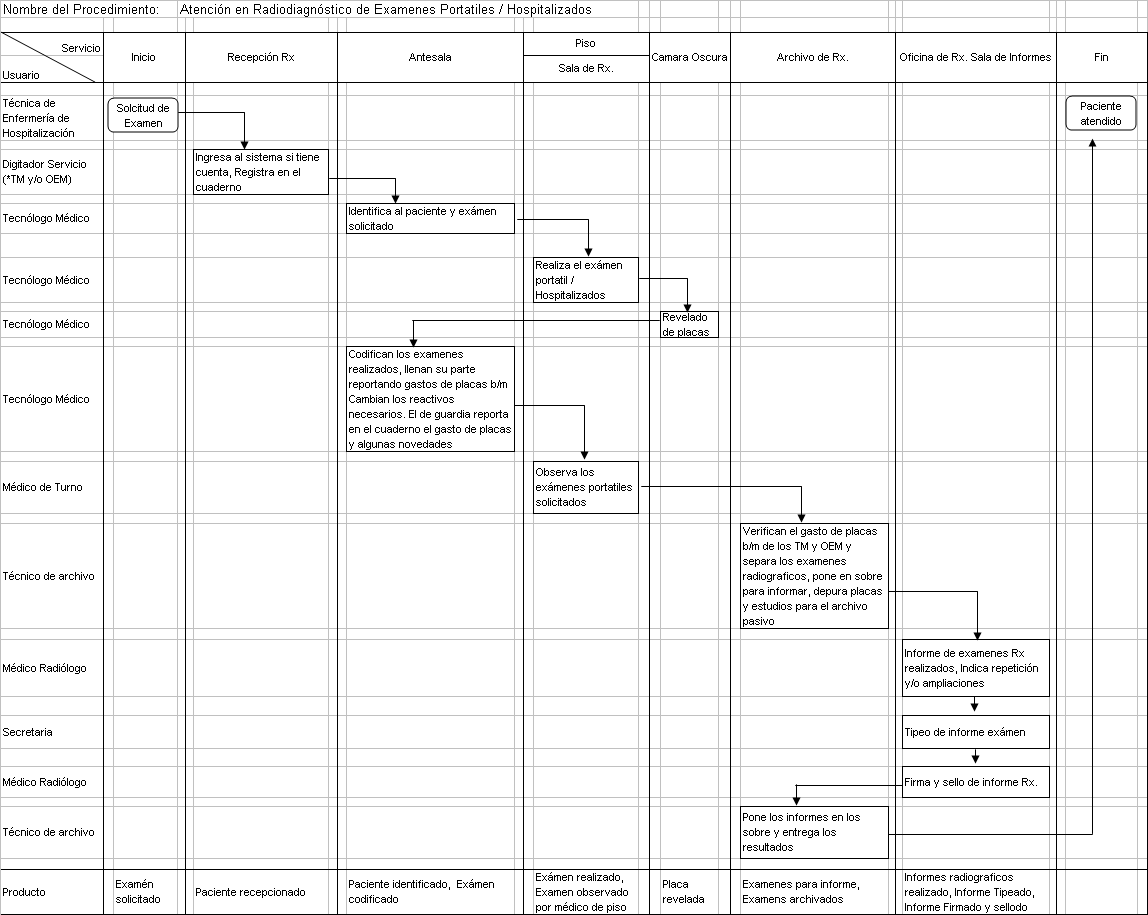 Nombre del Procedimiento: Atención en Radiodiagnóstico de Examenes Portatiles / Hospitalizados
Servicio
Usuario
Inicio
Recepción Rx
Antesala
Piso
Sala de Rx.
Camara Oscura
Archivo de Rx.
Oficina de Rx. Sala de Informes
Fin
Técnica de
Enfermería de
Hospitalización
Solcitud de
Examen
Paciente
atendido
Digitador Servicio
(*TM y/o OEM)
Ingresa al sistema si tiene
cuenta, Registra en el
cuaderno
Tecnólogo Médico
Identifica al paciente y exámen
solicitado
Tecnólogo Médico
Realiza el exámen
portatil /
Hospitalizados
Tecnólogo Médico
Revelado
de placas
Tecnólogo Médico
Codifican los examenes
realizados, llenan su parte
reportando gastos de placas b/m
Cambian los reactivos
necesarios. El de guardia reporta
en el cuaderno el gasto de placas
y algunas novedades
Médico de Turno
Observa los
exámenes portatiles
solicitados
Técnico de archivo
Verifican el gasto de placas
b/m de los TM y OEM y
separa los examenes
radiograficos, pone en sobre
para informar, depura placas
y estudios para el archivo
pasivo
Médico Radiólogo
Informe de examenes Rx
realizados, Indica repetición
y/o ampliaciones
Secretaria
Tipeo de informe exámen
Médico Radiólogo
Firma y sello de informe Rx.
Técnico de archivo
Pone los informes en los
sobre y entrega los
resultados
Producto
Examén
solicitado
Paciente recepcionado
Paciente identificado, Exámen
codificado
Exámen realizado,
Examen observado
por médico de piso
Placa
revelada
Examenes para informe,
Examens archivados
Informes radiograficos
realizado, Informe Tipeado,
Informe Firmado y sellodo